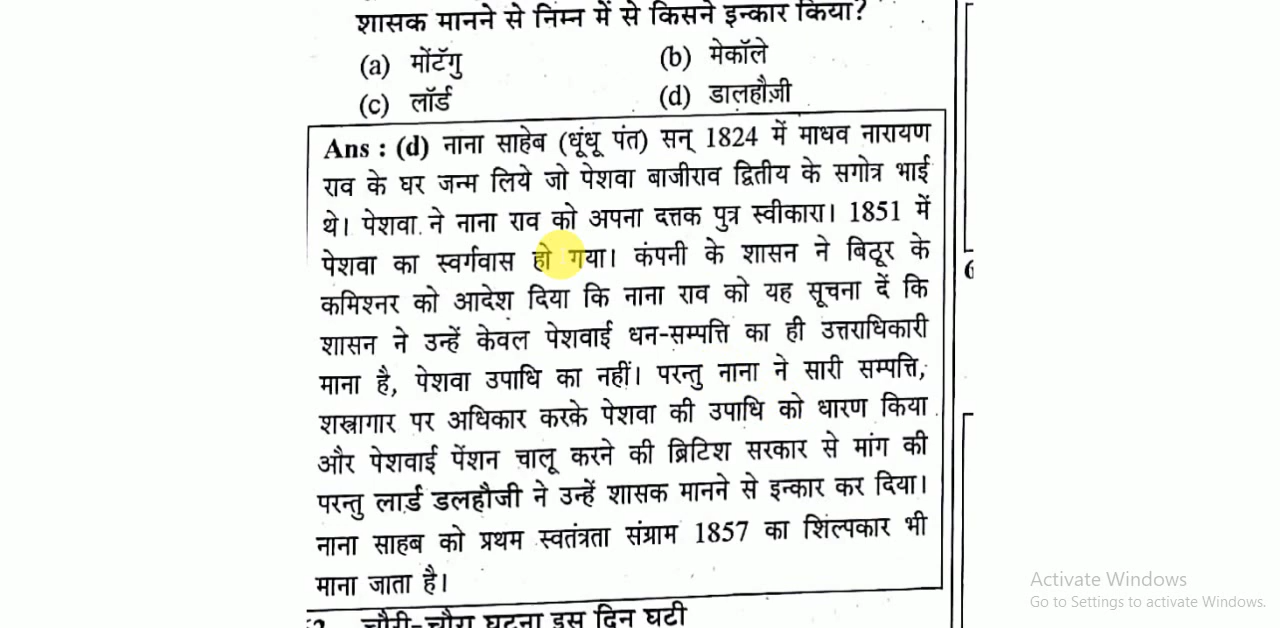 शासक मानने से निम्न में से किसने इन्कार किया?
(a) मोंटॅगु (b) मेकॉले
(c) लॉर्ड (d) डालहौज़ी
Ans : (d) नाना साहेब (धूंधू पंत) सन् 1824 में माधव नारायण
राव के घर जन्म लिये जो पेशवा बाजीराव द्वितीय के सगोत्र भाई
थे। पेशवा ने नाना राव को अपना दत्तक पुत्र स्वीकारा। 1851 में
पेशवा का स्वर्गवास हो गया। कंपनी के शासन ने बिठूर के
कमिश्नर को आदेश दिया कि नाना राव को यह सूचना दें कि
शासन ने उन्हें केवल पेशवाई धन-सम्पत्ति का ही उत्तराधिकारी
माना है, पेशवा उपाधि का नहीं। परन्तु नाना ने सारी सम्पत्ति,
शस्त्रागार पर अधिकार करके पेशवा की उपाधि को धारण किया
और पेशवाई पेंशन चालू करने की ब्रिटिश सरकार से मांग की
परन्तु लार्ड डलहौजी ने उन्हें शासक मानने से इन्कार कर दिया।
नाना साहब को प्रथम स्वतंत्रता संग्राम 1857 का शिल्पकार भी
माना जाता है।
चौरी-चौरा घटना इस दिन घटी
Activate Windows
Go to Settings to activate Windows.